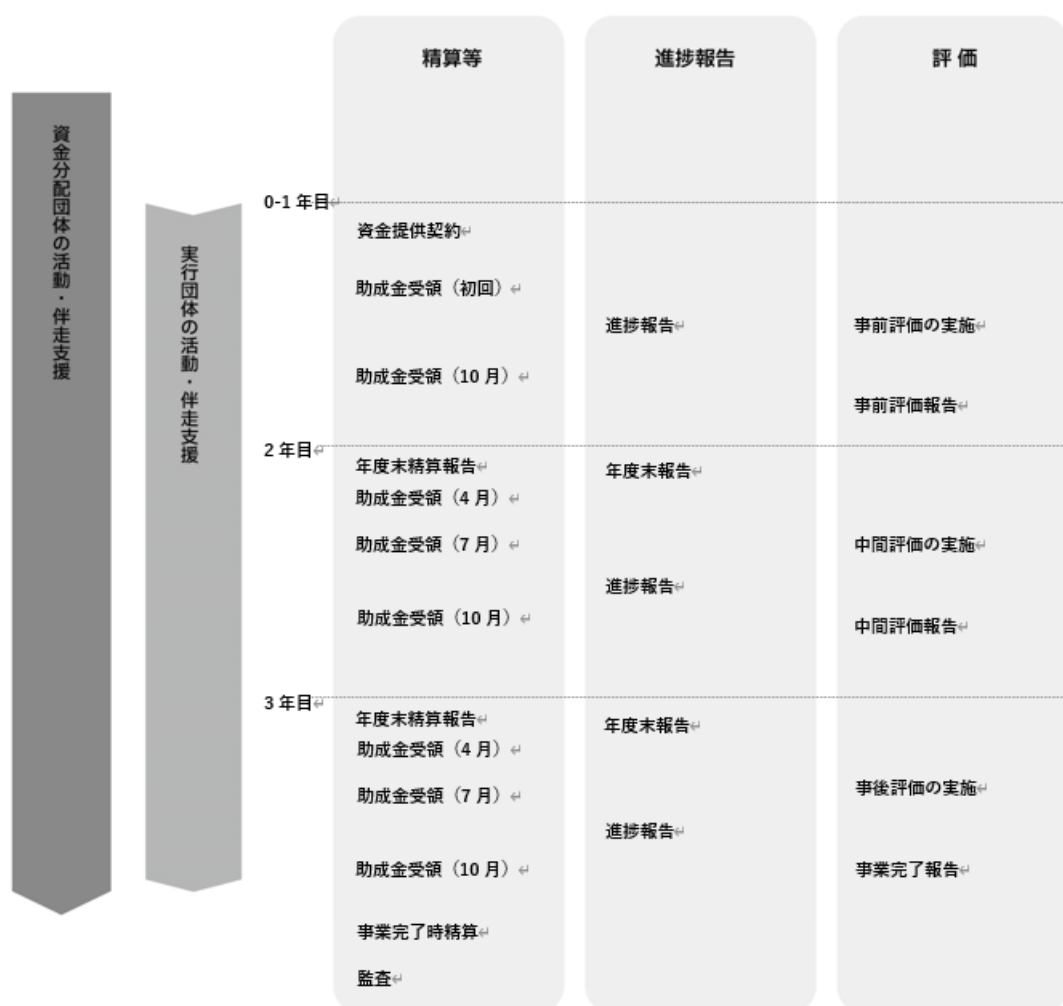 精算等
進捗報告
評 価
資金分配団体の活動・伴走支援
実行団体の活動・伴走支援
0-1 年目↵
資金提供契約↵
助成金受領（初回）↵
進捗報告↵
事前評価の実施↵
助成金受領（10 月）↵
事前評価報告↵
2 年目↵
年度末精算報告↵
年度末報告↵
助成金受領（4 月）↵
助成金受領（7 月）↵
中間評価の実施↵
進捗報告↵
助成金受領（10 月）↵
中間評価報告↵
3 年目↵
年度末精算報告↵
年度末報告↵
助成金受領（4 月）↵
事後評価の実施↵
助成金受領（7 月）↵
進捗報告↵
助成金受領（10 月）↵
事業完了報告↵
事業完了時精算↵
監査↵